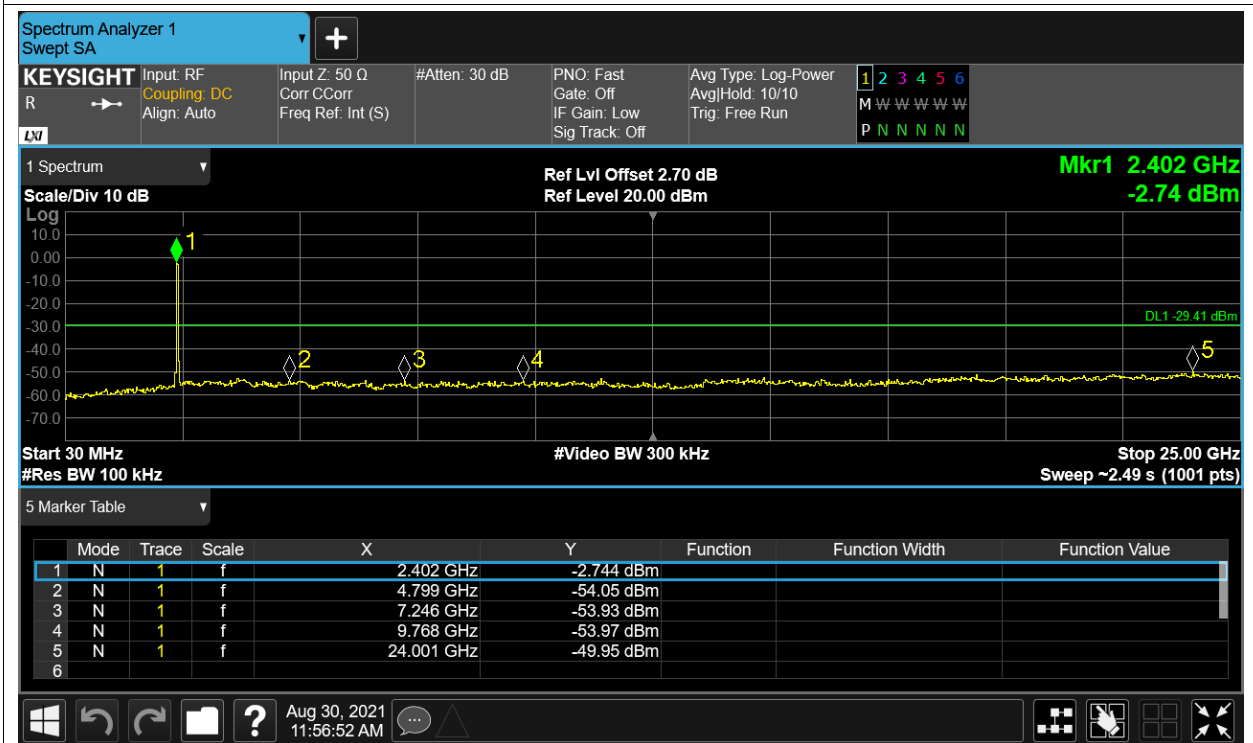 Spectrum Analyzer 1
Swept SA
+
KEYSIGHT
R
LXI
Input: RF
Coupling: DC
Align: Auto
Input Z: 50 Ω
Corr CCorr
Freq Ref: Int (S)
#Atten: 30 dB
PNO: Fast
Gate: Off
IF Gain: Low
Sig Track: Off
Avg Type: Log-Power
Avg|Hold: 10/10
Trig: Free Run
1 2 3 4 5 6
M W W W W W
P N N N N N
1 Spectrum
Scale/Div 10 dB
Ref Lvl Offset 2.70 dB
Ref Level 20.00 dBm
Mkr1 2.402 GHz
-2.74 dBm
Log
10.0
0.00
-10.0
-20.0
-30.0
-40.0
-50.0
-60.0
-70.0
1
2
3
4
5
DL1 -29.41 dBm
Start 30 MHz
#Video BW 300 kHz
Stop 25.00 GHz
#Res BW 100 kHz
Sweep ~2.49 s (1001 pts)
5 Marker Table
Mode Trace Scale X Y Function Function Width Function Value
1 N 1 f 2.402 GHz -2.744 dBm
2 N 1 f 4.799 GHz -54.05 dBm
3 N 1 f 7.246 GHz -53.93 dBm
4 N 1 f 9.768 GHz -53.97 dBm
5 N 1 f 24.001 GHz -49.95 dBm
6
?
Aug 30, 2021
11:56:52 AM